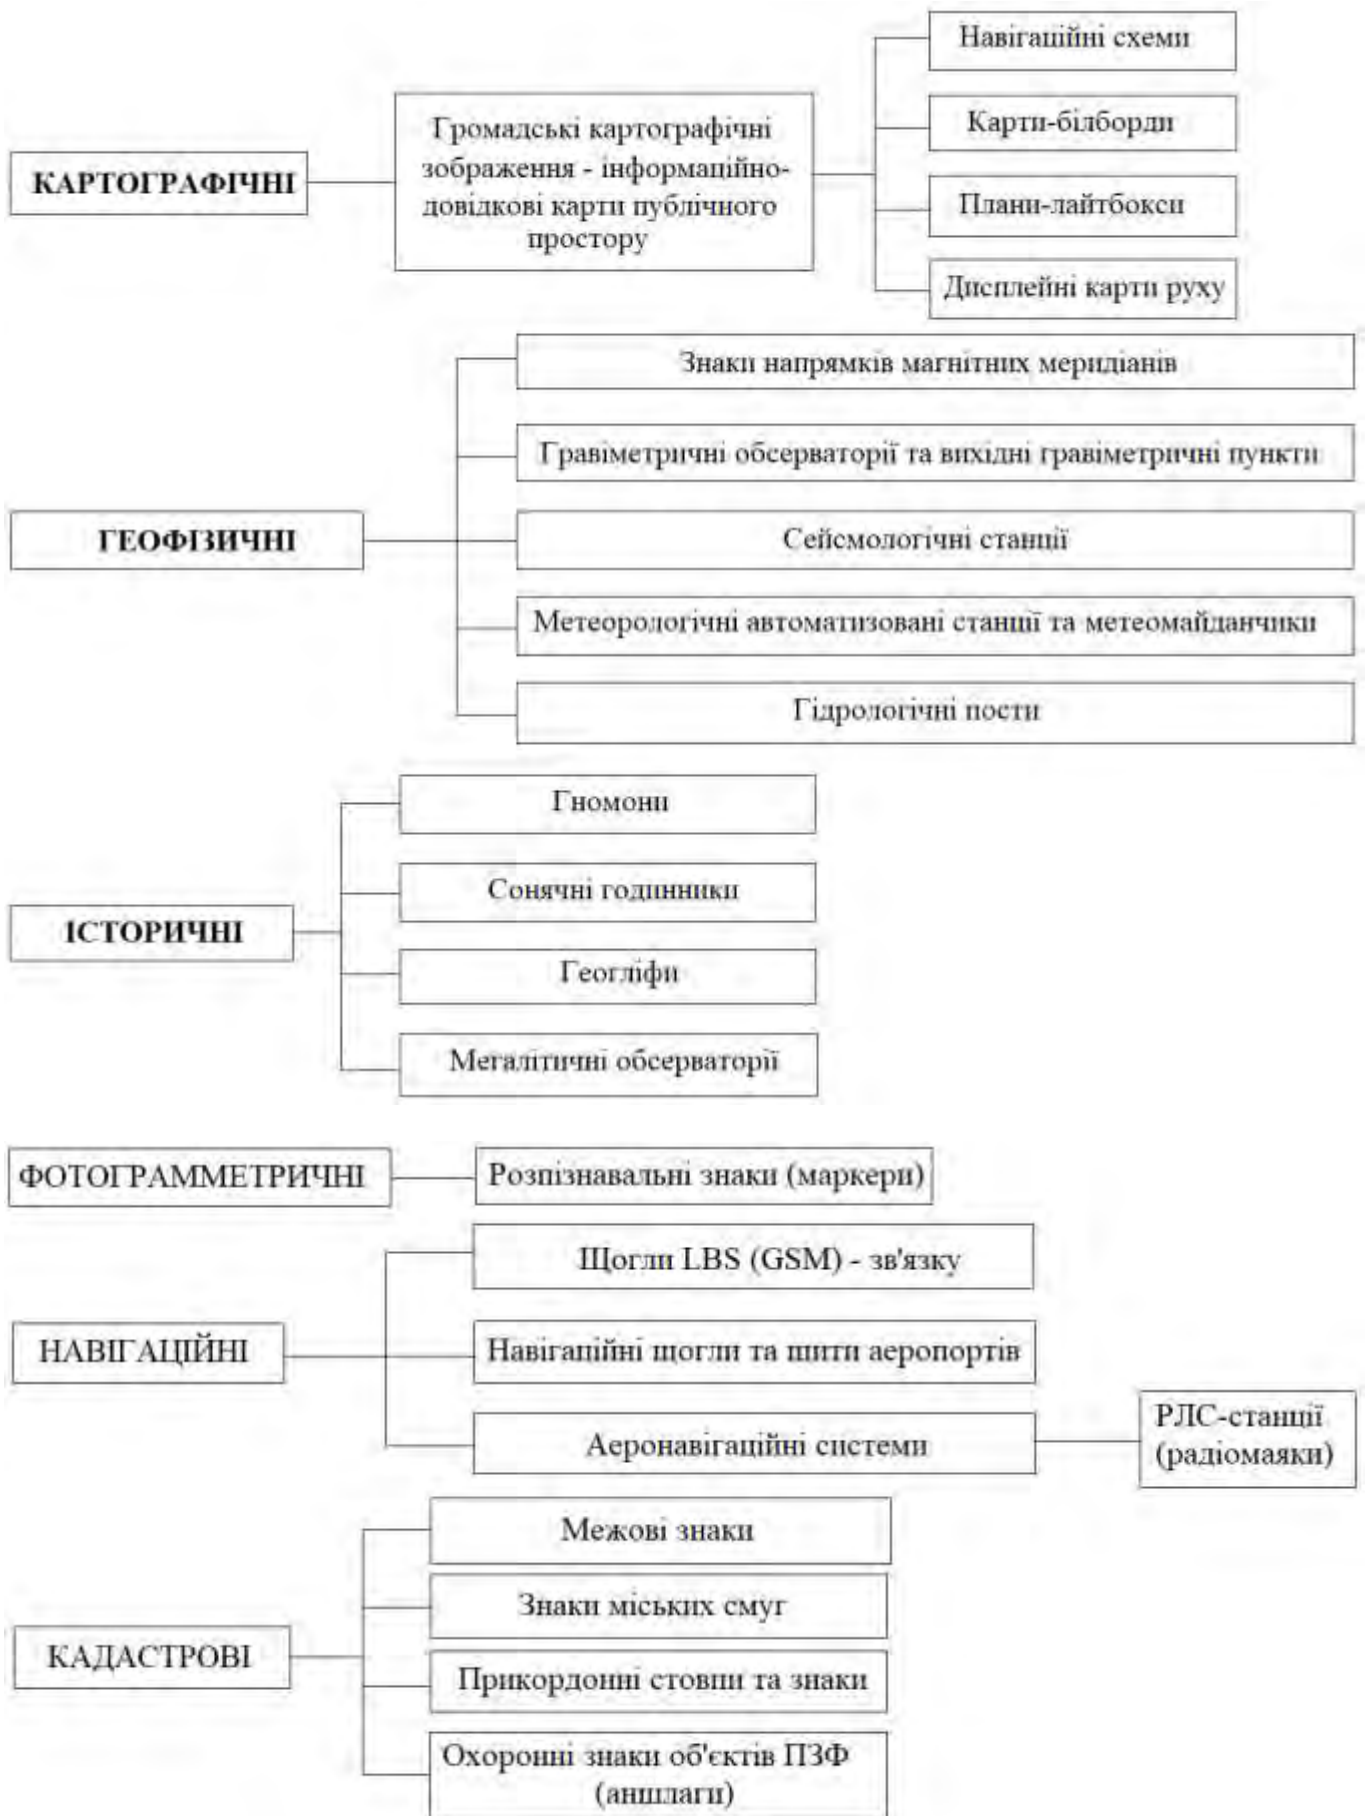 КАРТОГРАФІЧНІ
Громадські картографічні
зображення - інформаційно-
довідкові карти публічного
простору
Навігаційні схеми
Карти-білборди
Плани-лайтбокси
Дисплейні карти руху
ГЕОФІЗИЧНІ
Знаки напрямків магнітних меридіанів
Гравіметричні обсерваторії та вихідні гравіметричні пункти
Сейсмологічні станції
Метеорологічні автоматизовані станції та метеомайданчики
Гідрологічні пости
ІСТОРИЧНІ
Гномони
Сонячні годинники
Геогліфи
Мегалітичні обсерваторії
ФОТОГРАММЕТРИЧНІ
Розпізнавальні знаки (маркери)
НАВІГАЦІЙНІ
Щогли LBS (GSM) - зв'язку
Навігаційні щогли та щити аеропортів
Аеронавігаційні системи
РЛС-станції
(радіомаяки)
КАДАСТРОВІ
Межові знаки
Знаки міських смуг
Прикордонні стовпи та знаки
Охоронні знаки об'єктів ПЗФ
(аншлаги)